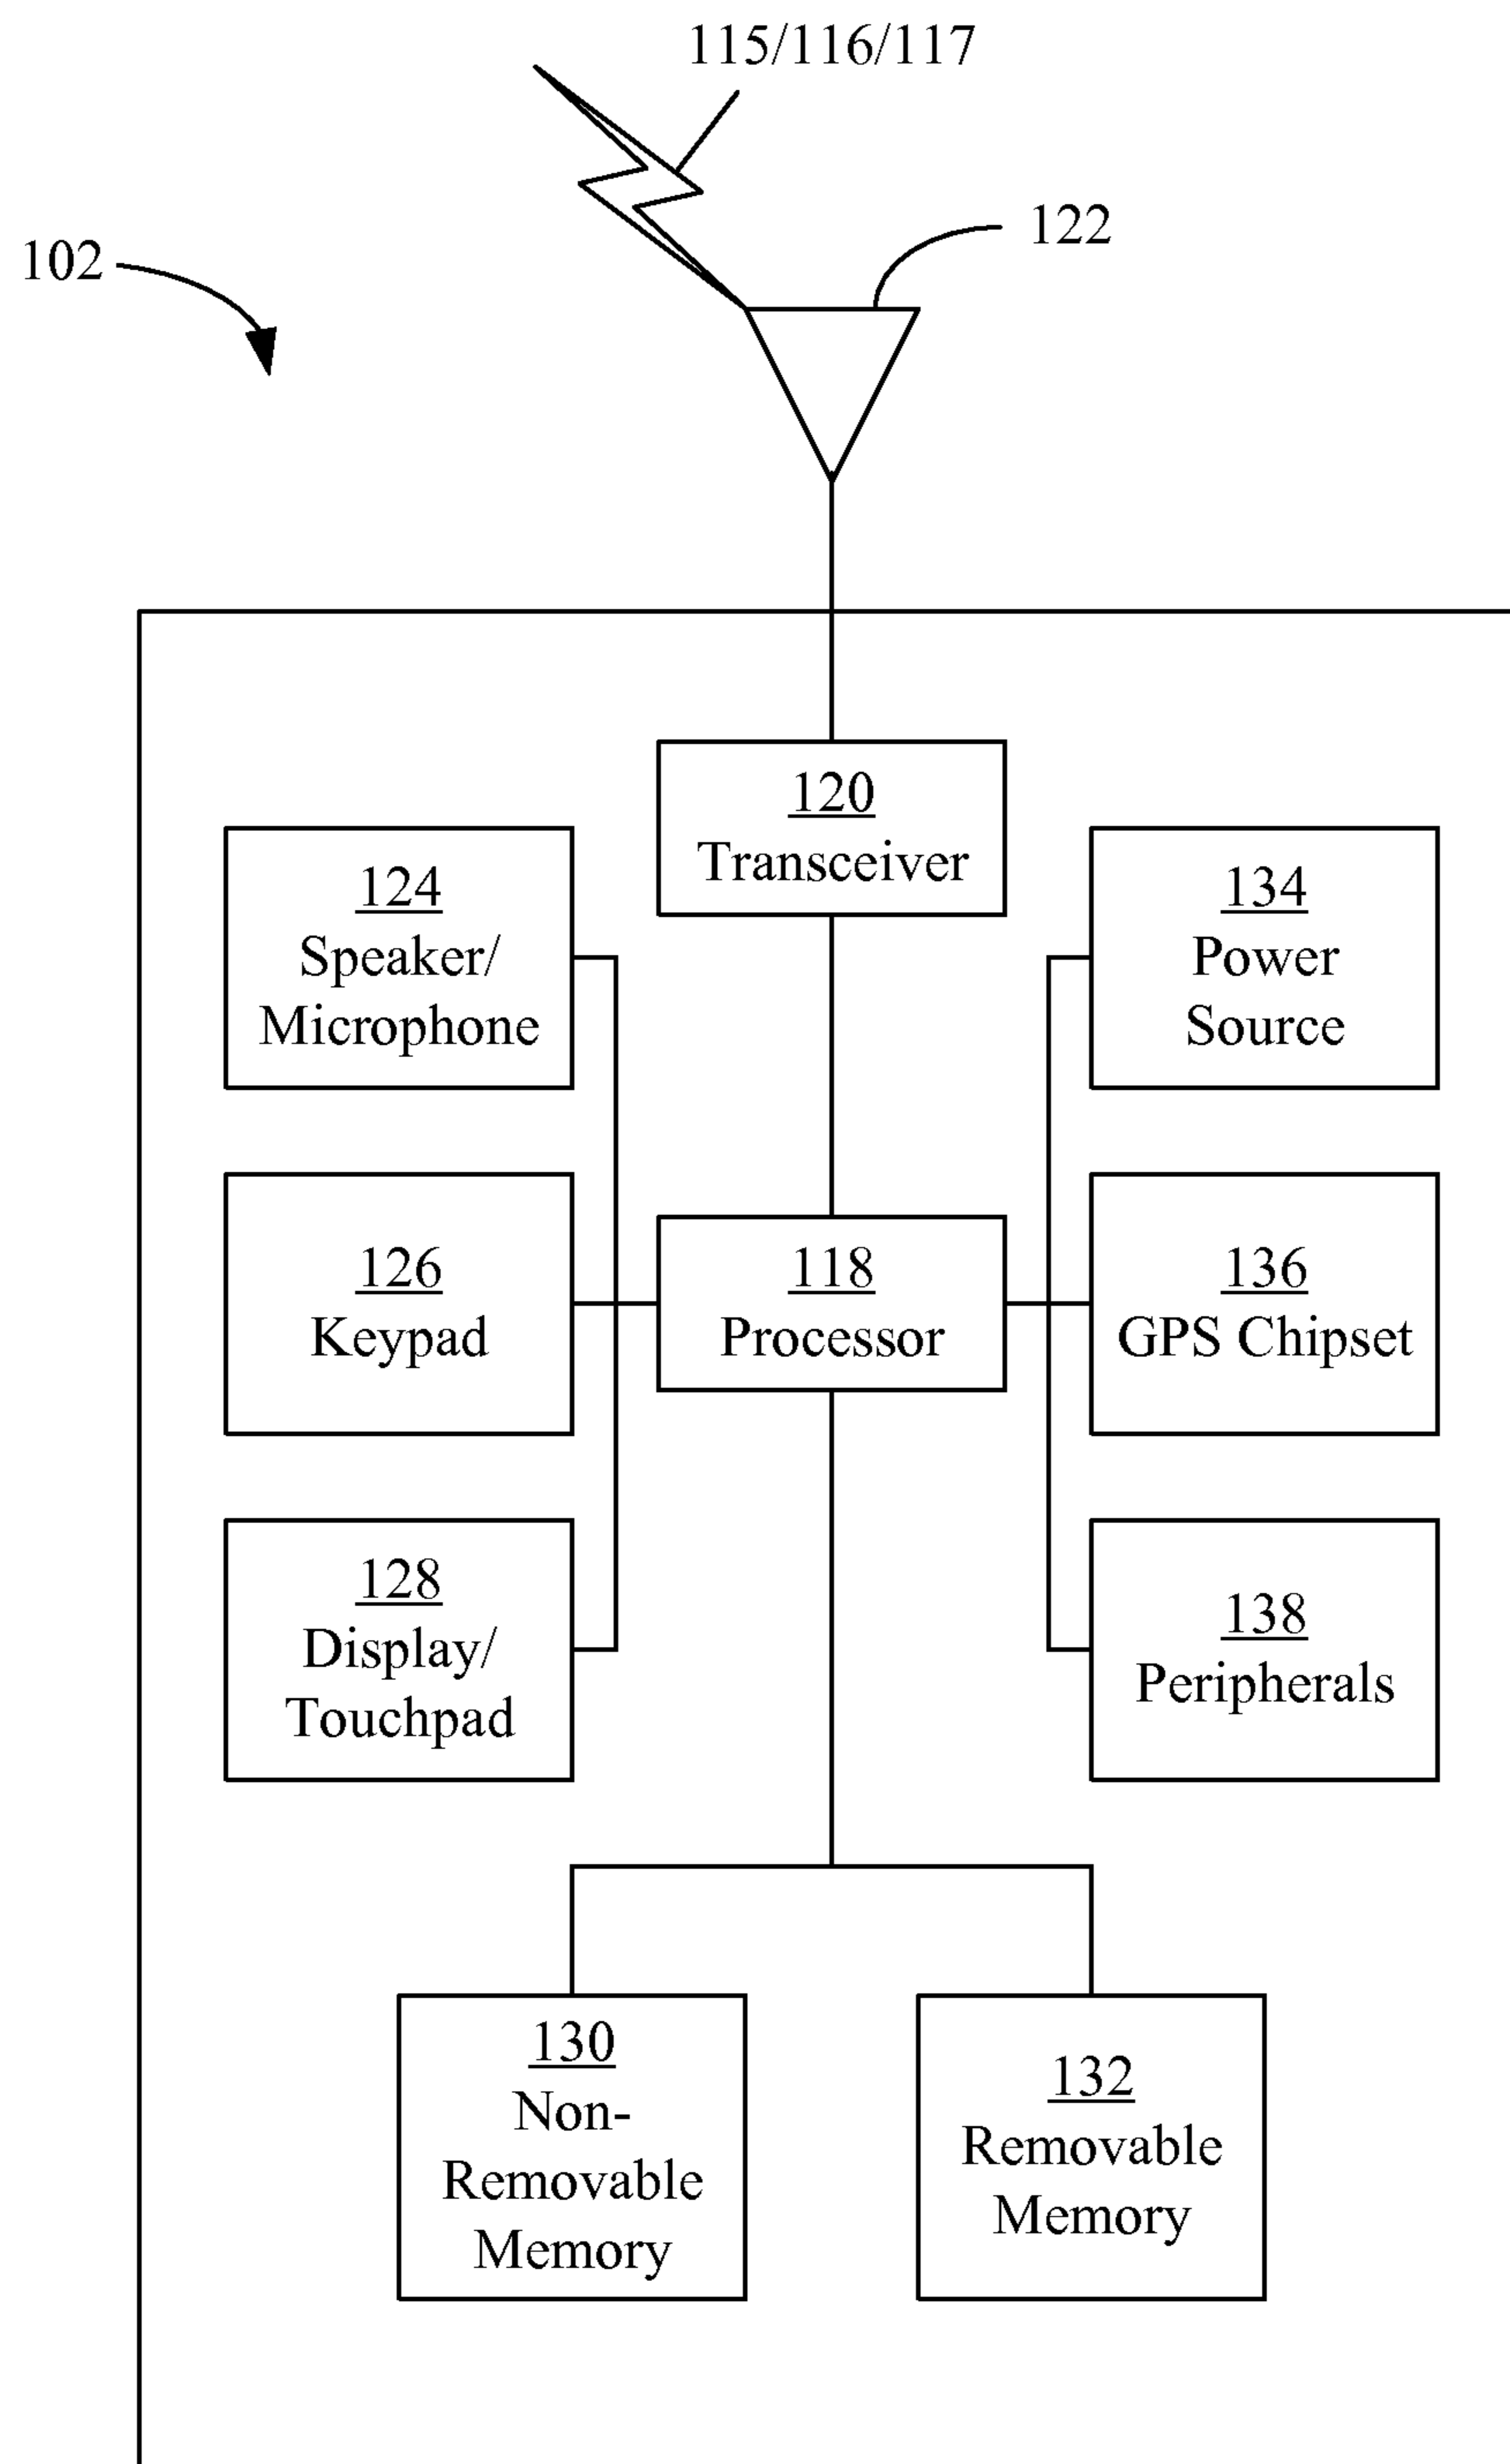 115/116/117
122
102
120
Transceiver
124
Speaker/
Microphone
134
Power
Source
126
Keypad
118
Processor
136
GPS Chipset
128
Display/
Touchpad
138
Peripherals
130
Non-
Removable
Memory
132
Removable
Memory